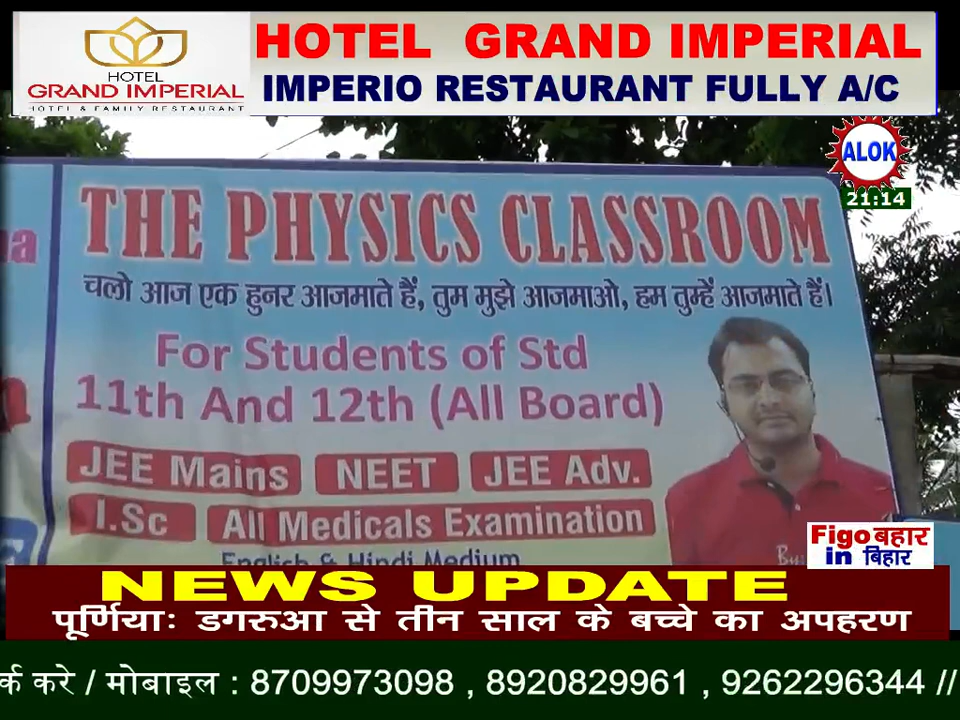 HOTEL
GRAND IMPERIAL
HOTEL & FAMILY RESTAURANT
HOTEL GRAND IMPERIAL
IMPERIO RESTAURANT FULLY A/C
ALOK
21:14
THE PHYSICS CLASSROOM
चलो आज एक हुनर आजमाते हैं, तुम मुझे आजमाओ, हम तुम्हें आजमाते हैं।
For Students of Std
11th And 12th (All Board)
JEE Mains NEET JEE Adv.
I.Sc All Medicals Examination
English & Hindi Medium
Figo बहार
in बिहार
NEWS UPDATE
पूर्णियाः डगरुआ से तीन साल के बच्चे का अपहरण
र्क करे / मोबाइल : 8709973098 , 8920829961 , 9262296344 //